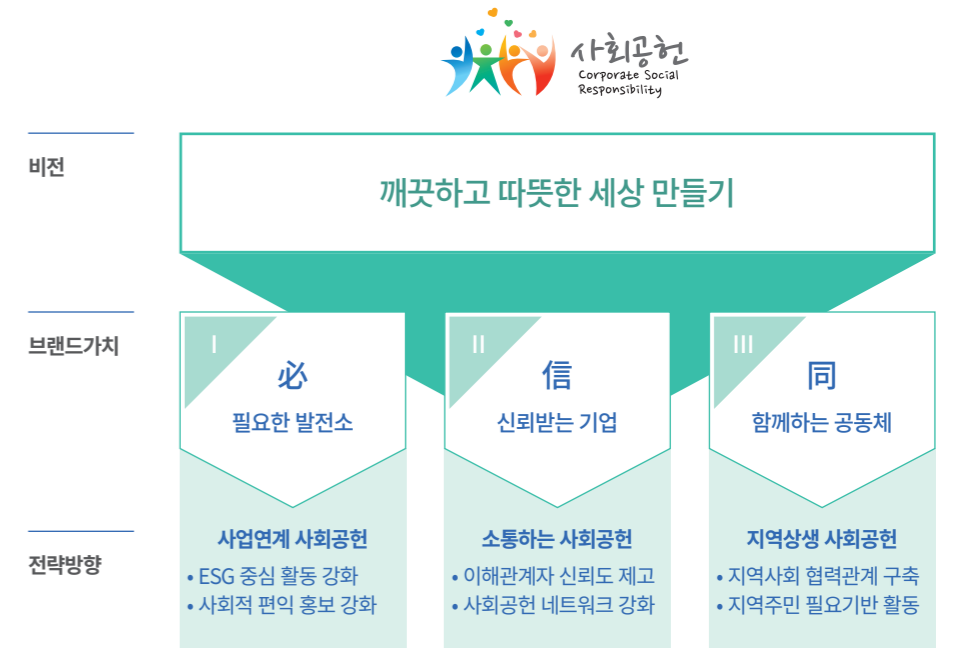 사회공헌
Corporate Social
Responsibility
비전
깨끗하고 따뜻한 세상 만들기
브랜드가치
I
必
필요한 발전소
II
信
신뢰받는 기업
III
同
함께하는 공동체
전략방향
사업연계 사회공헌
• ESG 중심 활동 강화
• 사회적 편익 홍보 강화
소통하는 사회공헌
• 이해관계자 신뢰도 제고
• 사회공헌 네트워크 강화
지역상생 사회공헌
• 지역사회 협력관계 구축
• 지역주민 필요기반 활동